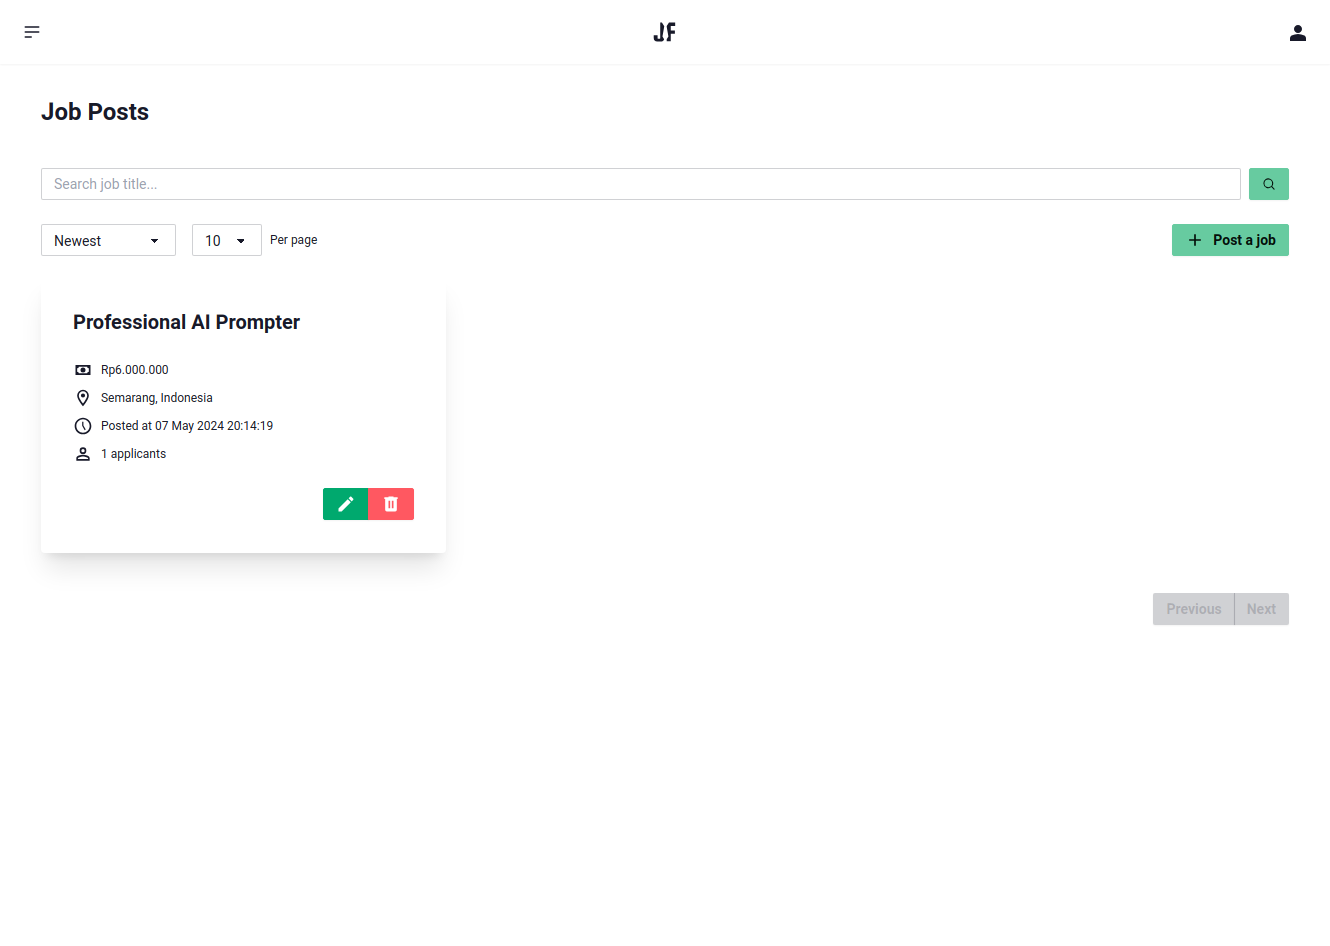 JF
Job Posts
Search job title...
Newest
10
Per page
Post a job
Professional AI Prompter
Rp6.000.000
Semarang, Indonesia
Posted at 07 May 2024 20:14:19
1 applicants
Previous
Next